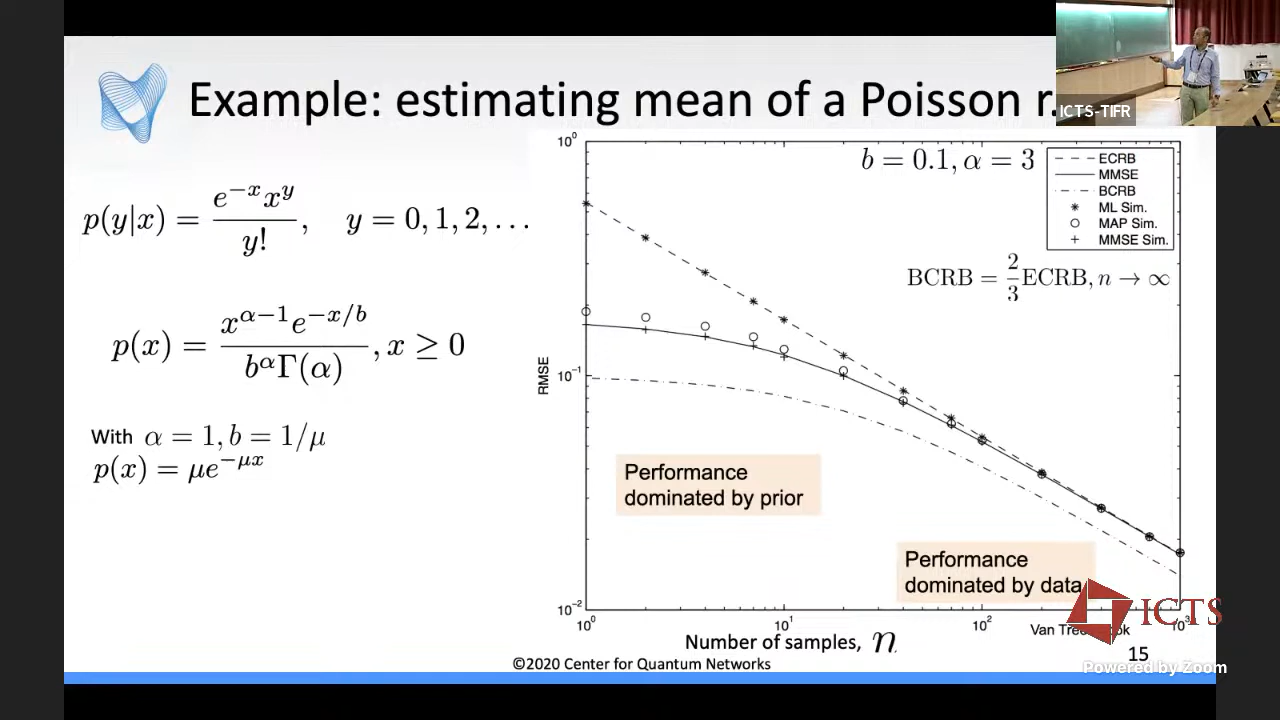 Example: estimating mean of a Poisson r.
ICTS-TIFR
p(y|x) = \frac{e^{-x} x^y}{y!}, y = 0, 1, 2, . . .
p(x) = \frac{x^{α-1} e^{-x/b}}{b^α Γ(α)}, x ≥ 0
With α = 1, b = 1/μ
p(x) = μe^{-μx}
b = 0.1, α = 3
ECRB
MMSE
BCRB
ML Sim.
MAP Sim.
MMSE Sim.
BCRB = \frac{2}{3}ECRB, n → ∞
RMSE
10^0
10^{-1}
10^{-2}
Performance
dominated by prior
Performance
dominated by data
10^0 10^1 10^2
Number of samples, n
ICTS
15
©2020 Center for Quantum Networks
Powered by Zoom